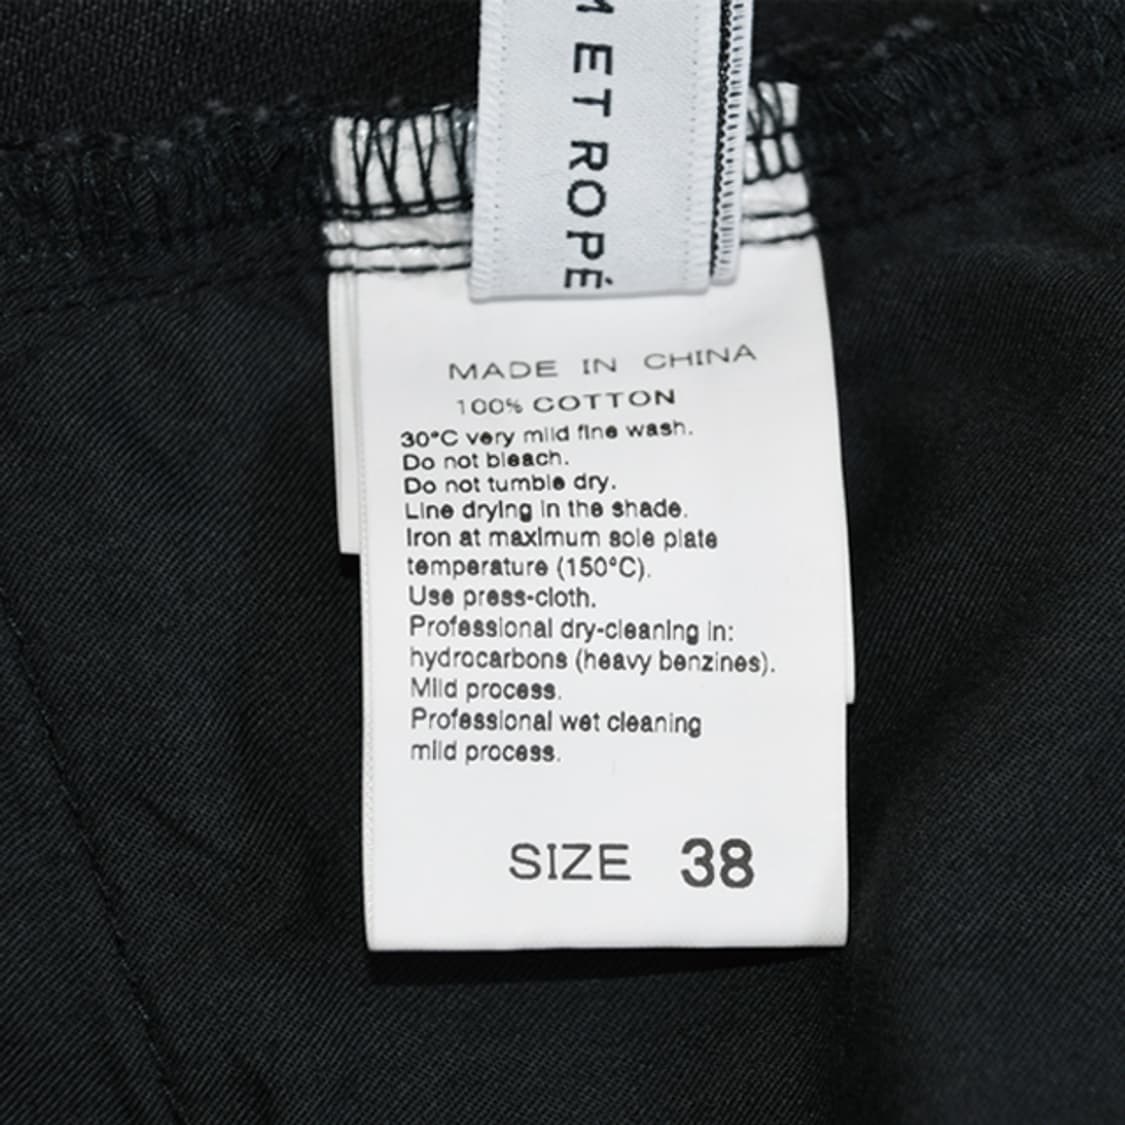 METROPÉ
MADE IN CHINA
100% COTTON
30°C very mild fine wash.
Do not bleach.
Do not tumble dry.
Line drying in the shade.
Iron at maximum sole plate
temperature (150°C).
Use press-cloth.
Professional dry-cleaning in:
hydrocarbons (heavy benzines).
Mild process.
Professional wet cleaning
mild process.
SIZE 38